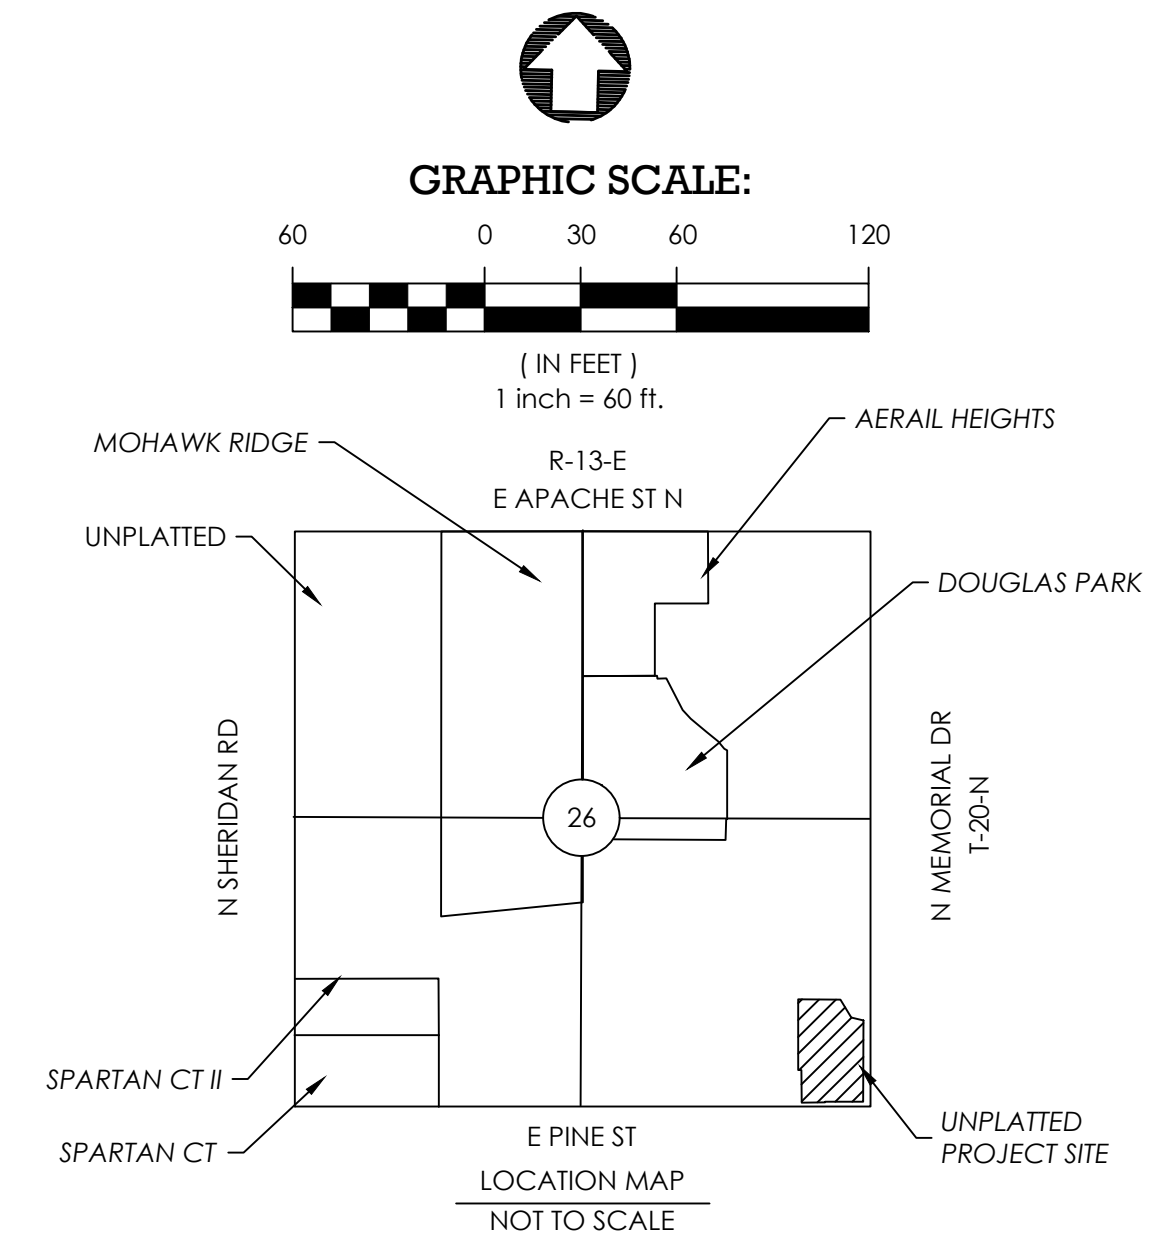 GRAPHIC SCALE:
60 0 30 60 120
( IN FEET )
1 inch = 60 ft.
AERAIL HEIGHTS
MOHAWK RIDGE
R-13-E
E APACHE ST N
UNPLATTED
DOUGLAS PARK
N SHERIDAN RD
26
N MEMORIAL DR
T-20-N
SPARTAN CT II
SPARTAN CT
UNPLATTED
PROJECT SITE
E PINE ST
LOCATION MAP
NOT TO SCALE